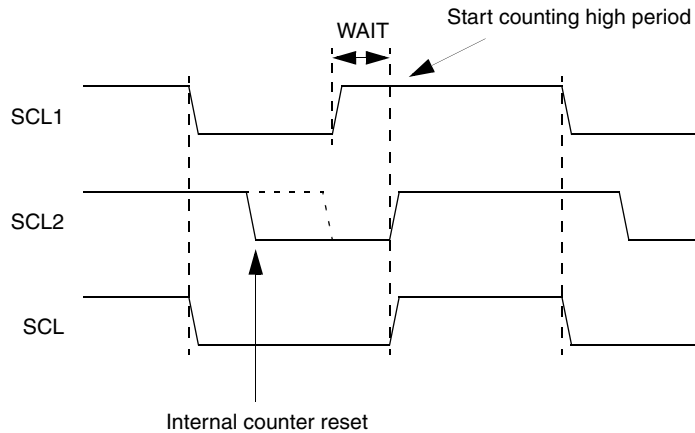 Start counting high period
WAIT
SCL1
SCL2
SCL
Internal counter reset